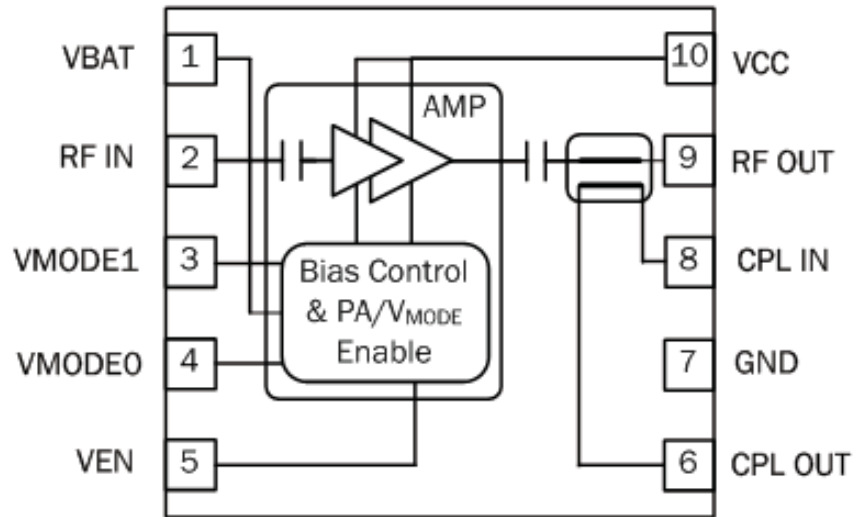 VBAT 1
10 VCC
AMP
RF IN 2
9 RF OUT
VMODE1 3
8 CPL IN
Bias Control
& PA/VMODE
Enable
VMODE0 4
7 GND
VEN 5
6 CPL OUT